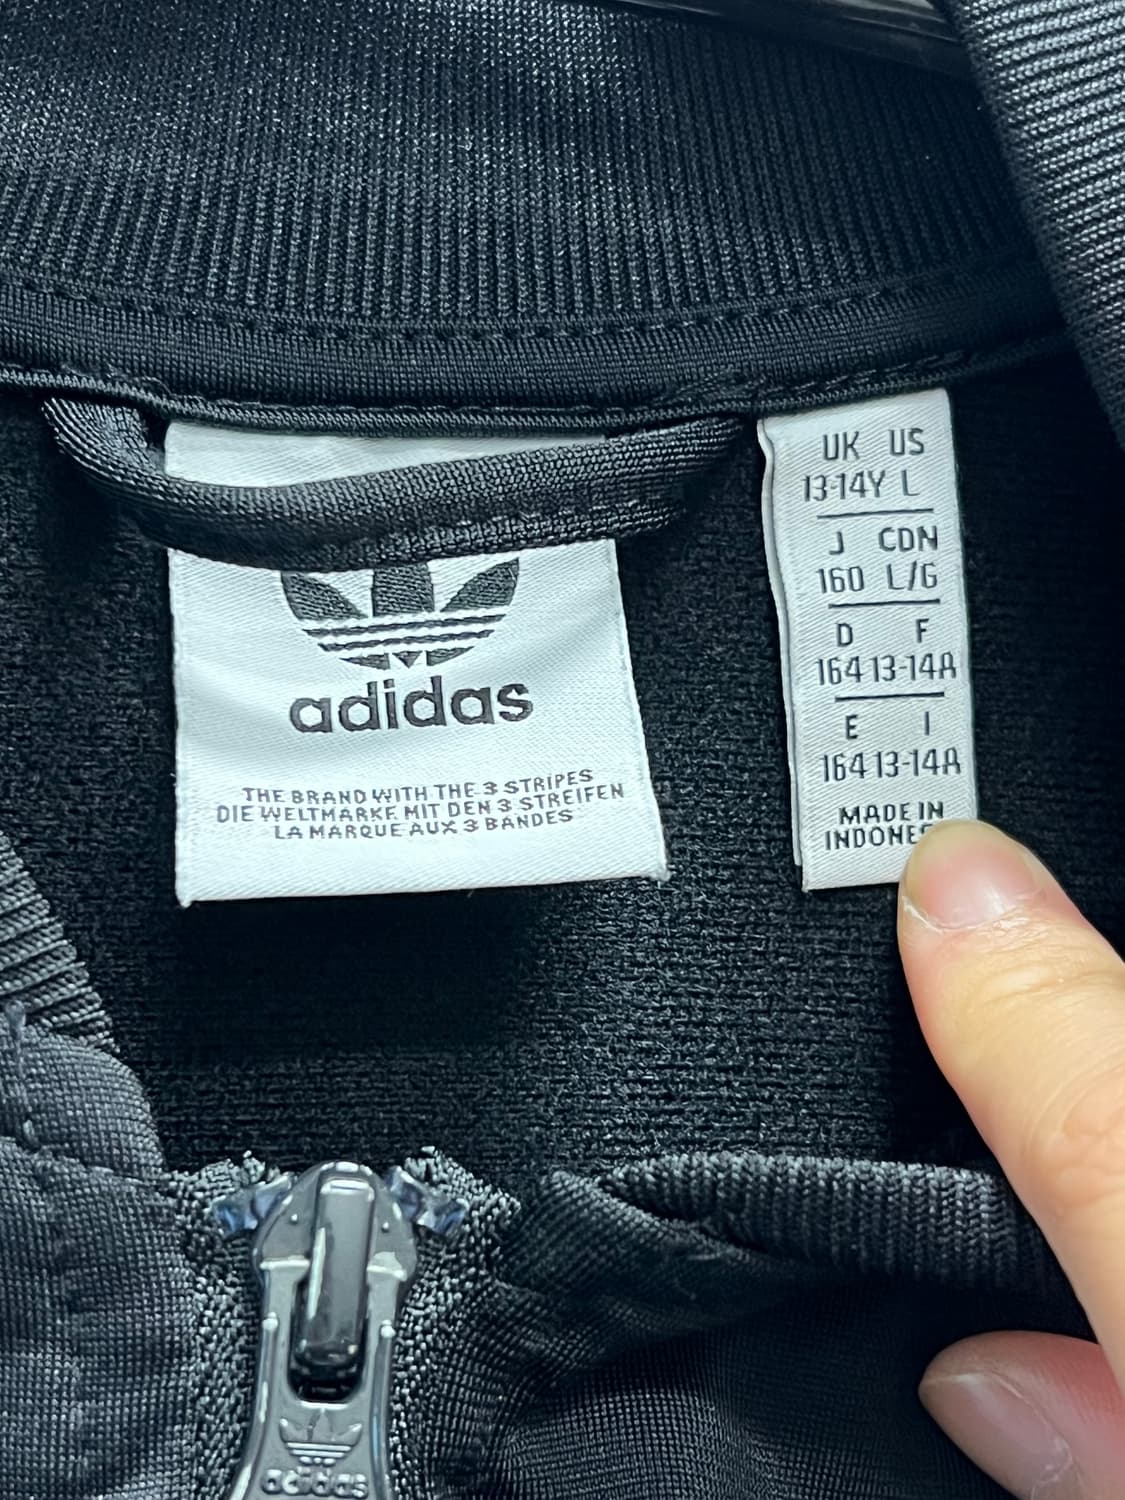 adidas
THE BRAND WITH THE 3 STRIPES
DIE WELTMARKE MIT DEN 3 STREIFEN
LA MARQUE AUX 3 BANDES
UK US
13-14Y L
J CDN
160 L/G
D F
164 13-14A
E I
164 13-14A
MADE IN
adidas